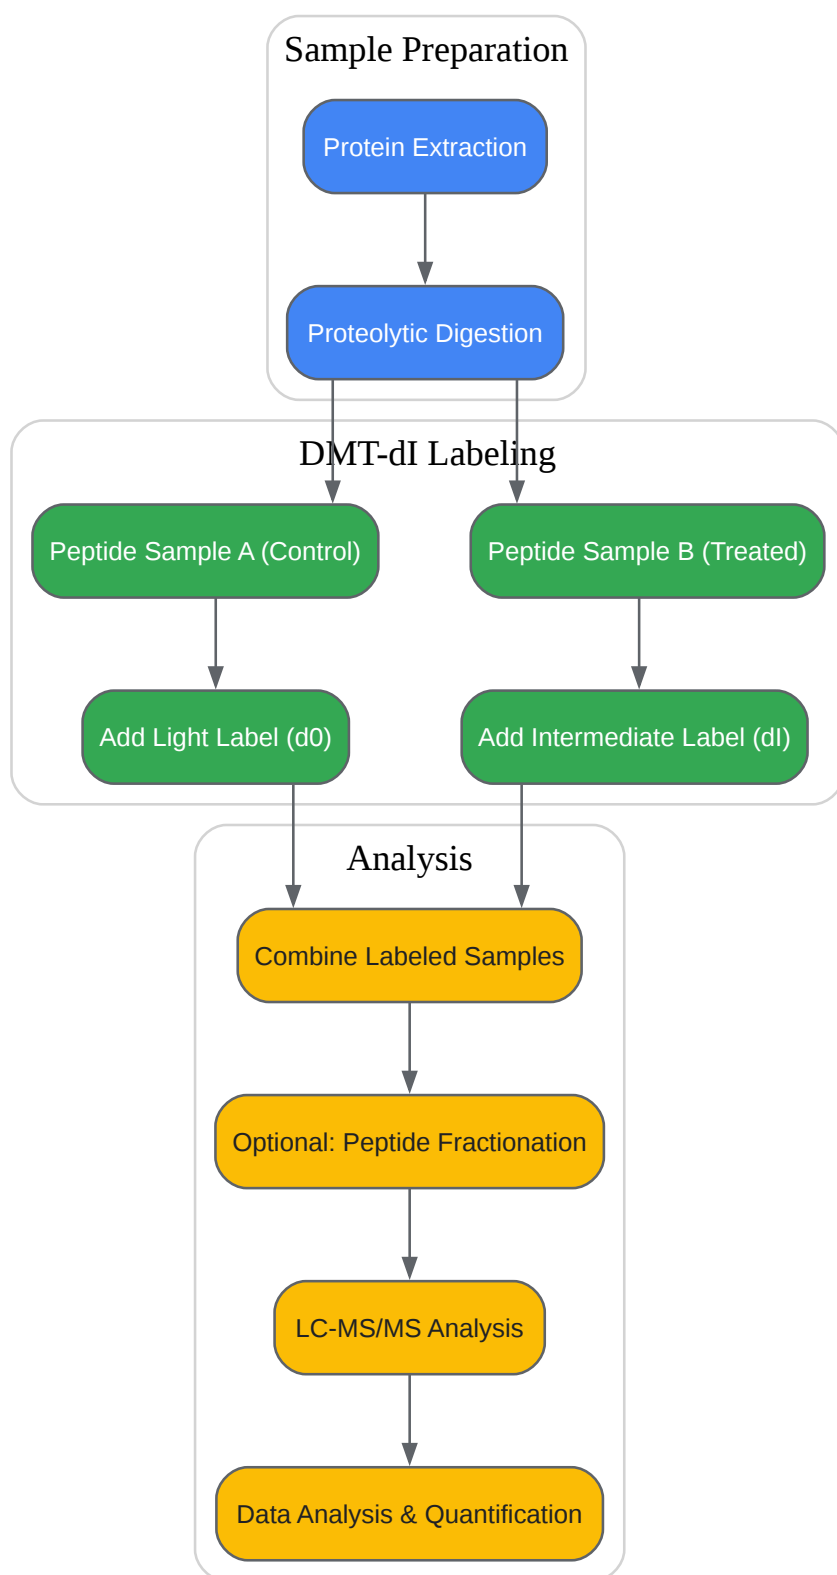 Sample Preparation
Protein Extraction
Proteolytic Digestion
DMT-dI Labeling
Peptide Sample A (Control)
Peptide Sample B (Treated)
Add Light Label (d0)
Add Intermediate Label (dI)
Analysis
Combine Labeled Samples
Optional: Peptide Fractionation
LC-MS/MS Analysis
Data Analysis & Quantification